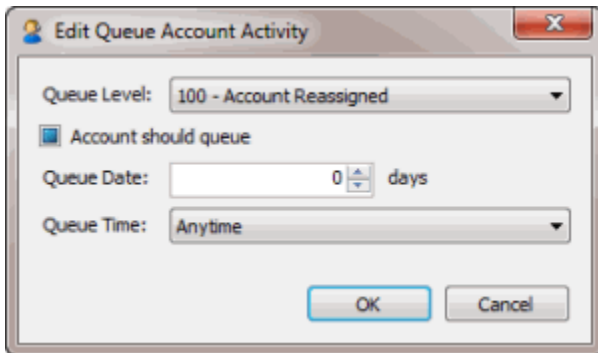 Edit Queue Account Activity
Queue Level: 100 - Account Reassigned
Account should queue
Queue Date: 0 days
Queue Time: Anytime
OK Cancel